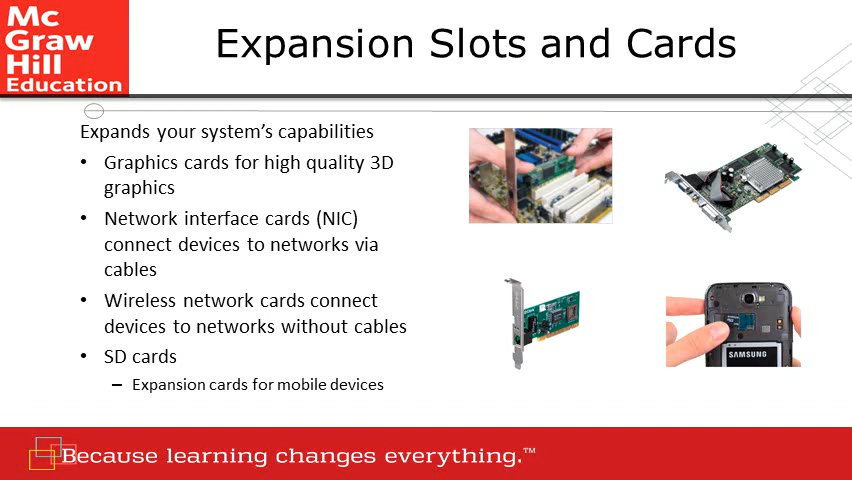 Mc
Graw
Hill
Education
Expansion Slots and Cards
Expands your system's capabilities
• Graphics cards for high quality 3D
graphics
• Network interface cards (NIC)
connect devices to networks via
cables
• Wireless network cards connect
devices to networks without cables
• SD cards
– Expansion cards for mobile devices
SAMSUNG
Because learning changes everything.™